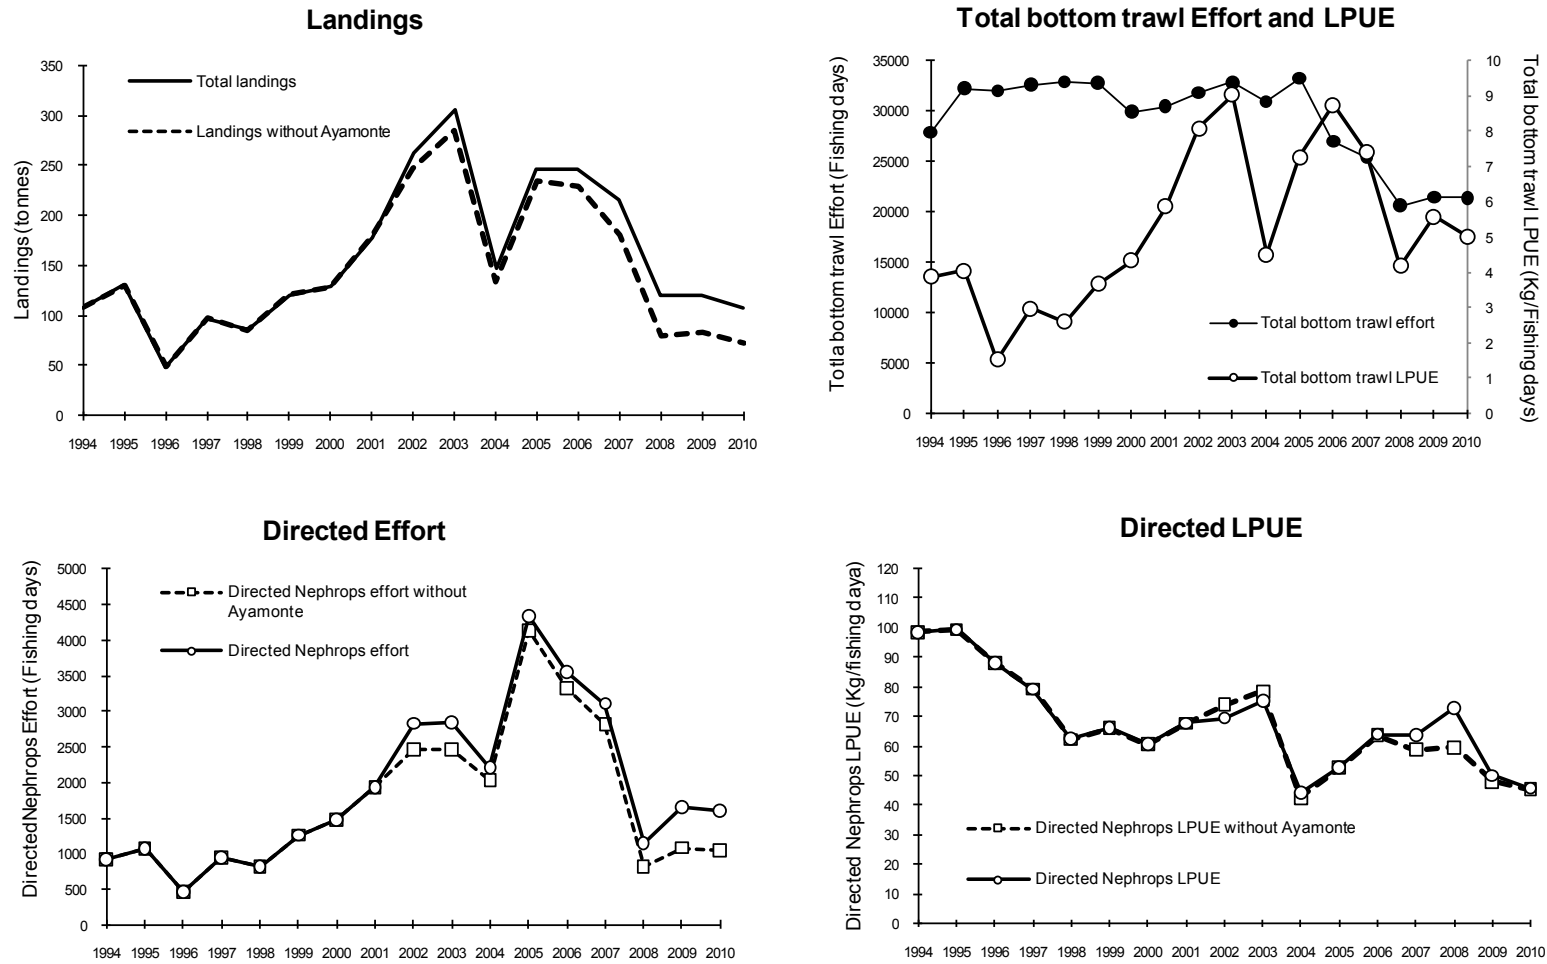 Landings
Landings (tonnes)
350
300
250
200
150
100
50
0
Total landings
Landings without Ayamonte
1994 1995 1996 1997 1998 1999 2000 2001 2002 2003 2004 2005 2006 2007 2008 2009 2010
Total bottom trawl Effort and LPUE
Totla bottom trawl Effort (Fishing days)
35000
30000
25000
20000
15000
10000
5000
0
Total bottom trawl effort
Total bottom trawl LPUE
10
9
8
7
6
5
4
3
2
1
0
Total bottom trawl LPUE (Kg/Fishing days)
1994 1995 1996 1997 1998 1999 2000 2001 2002 2003 2004 2005 2006 2007 2008 2009 2010
Directed Effort
Directed Nephrops Effort (Fishing days)
5000
4500
4000
3500
3000
2500
2000
1500
1000
500
0
Directed Nephrops effort without
Ayamonte
Directed Nephrops effort
1994 1995 1996 1997 1998 1999 2000 2001 2002 2003 2004 2005 2006 2007 2008 2009 2010
Directed LPUE
Directed Nephrops LPUE (Kg/fishing daya)
120
110
100
90
80
70
60
50
40
30
20
10
0
Directed Nephrops LPUE without Ayamonte
Directed Nephrops LPUE
1994 1995 1996 1997 1998 1999 2000 2001 2002 2003 2004 2005 2006 2007 2008 2009 2010